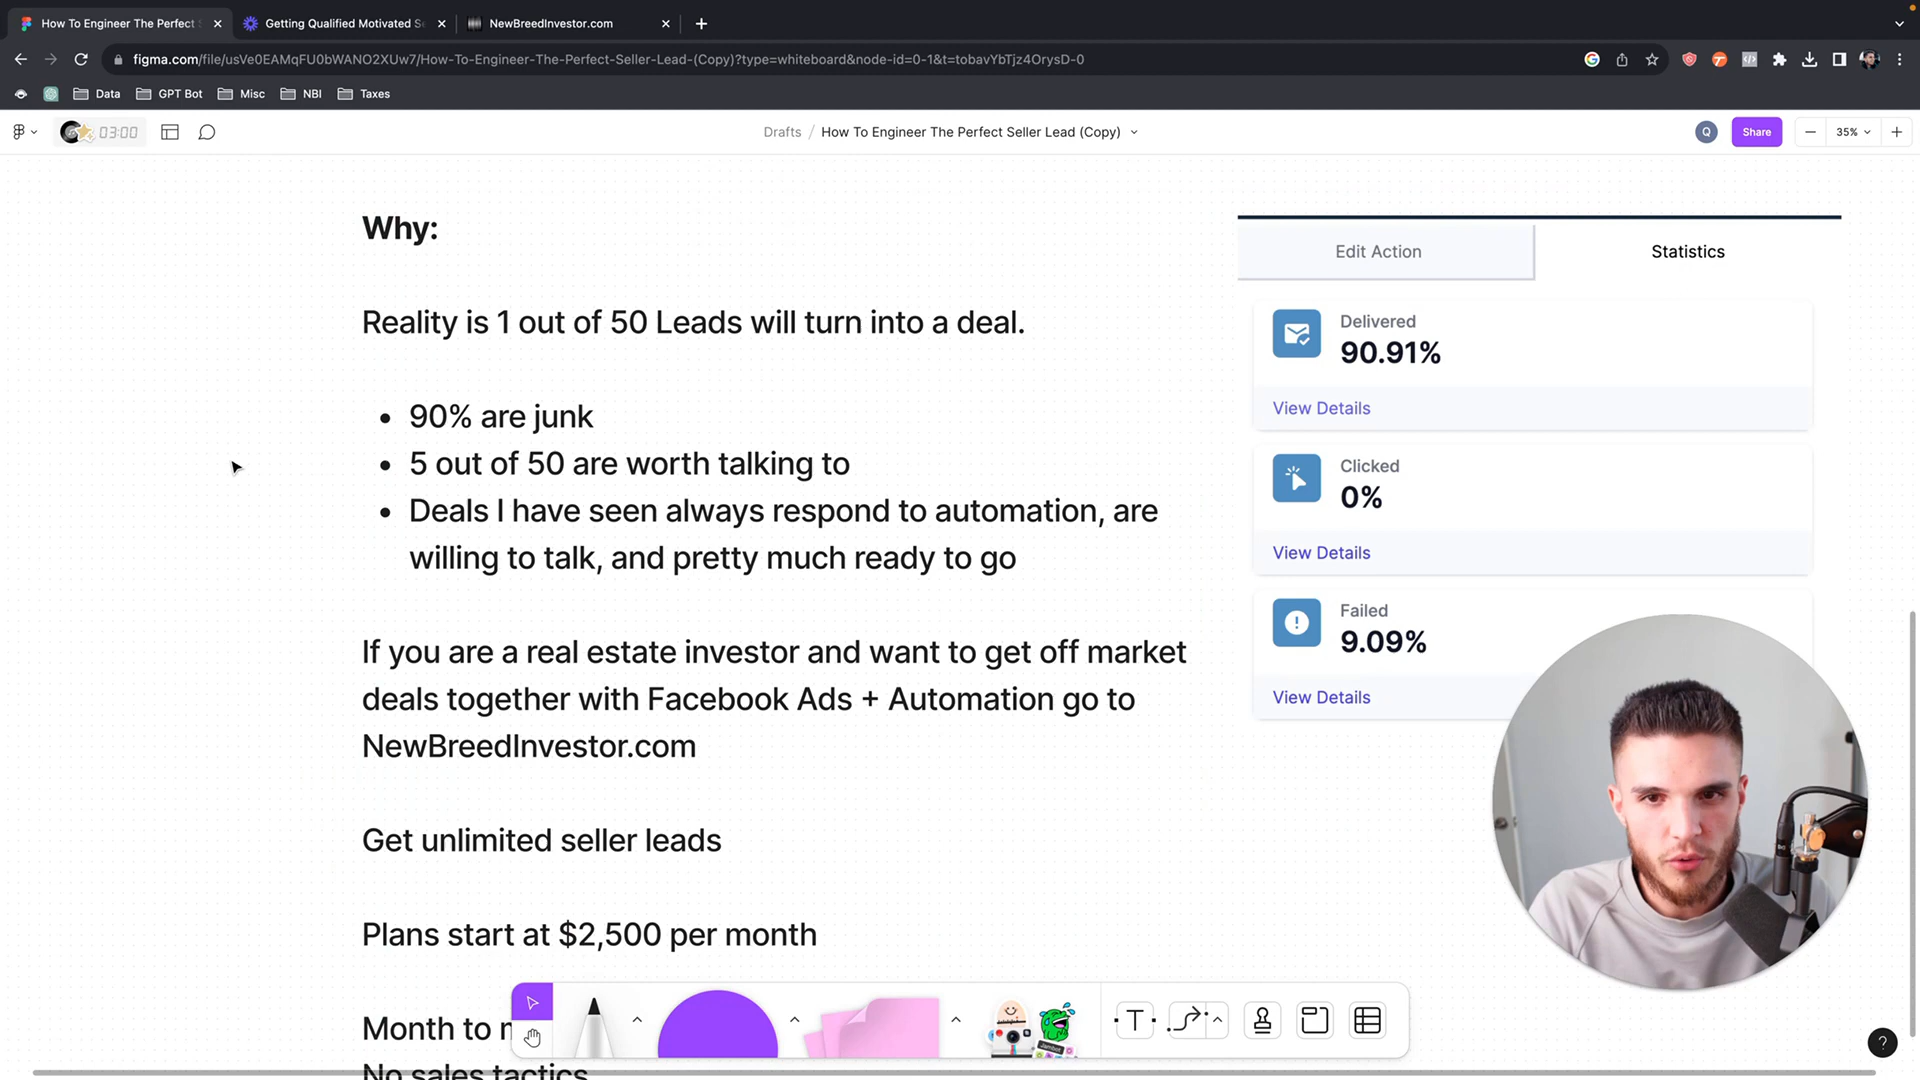 How To Engineer The Perfect S
Getting Qualified Motivated S
NewBreedInvestor.com
figma.com/file/usVe0EAMqFU0bWANO2XUw7/How-To-Engineer-The-Perfect-Seller-Lead-(Copy)?type=whiteboard&node-id=0-1&t=tobavYbTjz4OrysD-0
Data
GPT Bot
Misc
NBI
Taxes
03:00
Drafts / How To Engineer The Perfect Seller Lead (Copy)
Q
Share
35%
Why:
Reality is 1 out of 50 Leads will turn into a deal.
• 90% are junk
• 5 out of 50 are worth talking to
• Deals I have seen always respond to automation, are
willing to talk, and pretty much ready to go
If you are a real estate investor and want to get off market
deals together with Facebook Ads + Automation go to
NewBreedInvestor.com
Get unlimited seller leads
Plans start at $2,500 per month
Month to m
No sales tactics
Edit Action
Statistics
Delivered
90.91%
View Details
Clicked
0%
View Details
Failed
9.09%
View Details
T
?